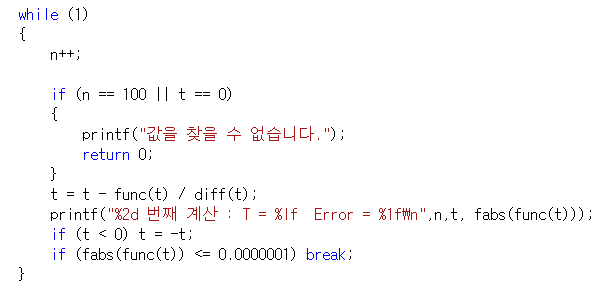 while (1)
{
n++;
if (n == 100 || t == 0)
{
printf("값을 찾을 수 없습니다.");
return 0;
}
t = t - func(t) / diff(t);
printf("%2d 번째 계산 : T = %lf  Error = %1f₩n",n,t, fabs(func(t)));
if (t < 0) t = -t;
if (fabs(func(t)) <= 0.0000001) break;
}